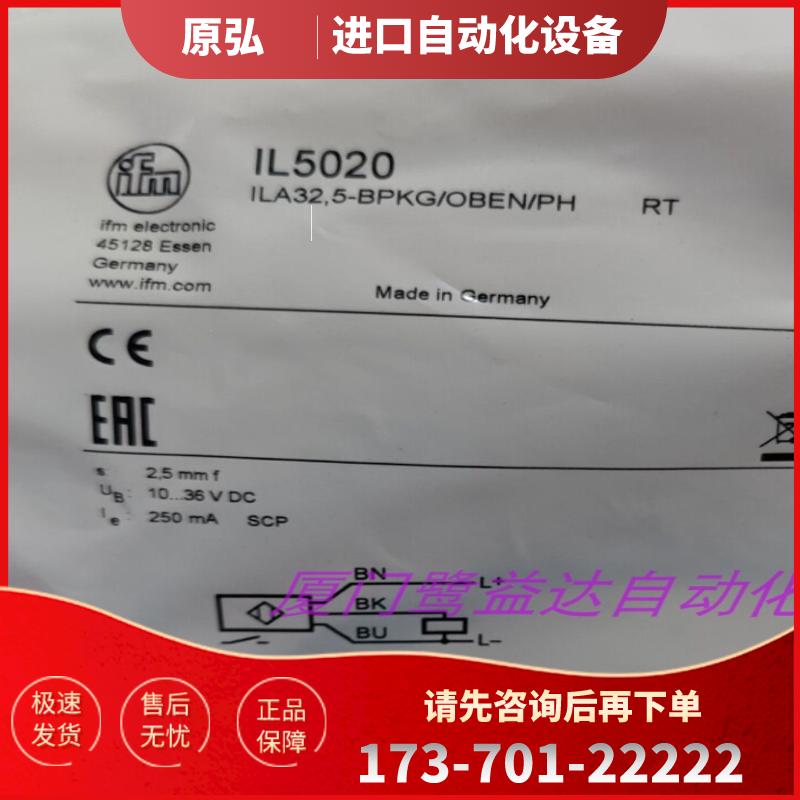 原弘 进口自动化设备
ifm
IL5020
ILA32,5-BPKG/OBEN/PH RT
ifm electronic
45128 Essen
Germany
www.ifm.com
Made in Germany
CE
EAC
s: 2,5 mm f
UB: 10...36 V DC
Ie: 250 mA SCP
BN L+
BK
BU L–
厦门鹭益达自动化
极速
发货
售后
无忧
正品
保障
请先咨询后再下单
173-701-22222